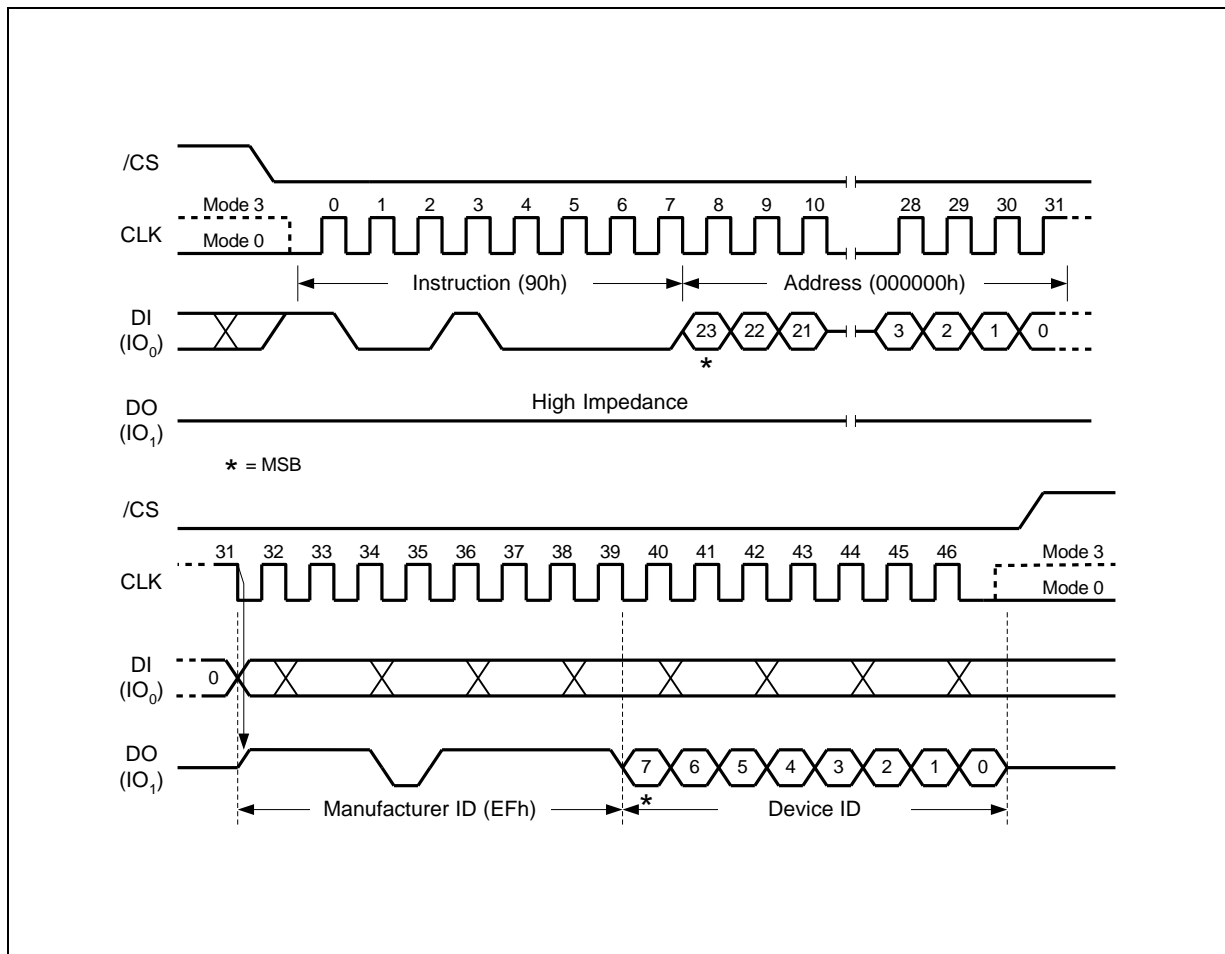 /CS
Mode 3 0 1 2 3 4 5 6 7 8 9 10 28 29 30 31
CLK
Mode 0
Instruction (90h) Address (000000h)
DI
(IO0) 23 22 21 3 2 1 0
*
DO High Impedance
(IO1)
* = MSB
/CS
31 32 33 34 35 36 37 38 39 40 41 42 43 44 45 46 Mode 3
CLK
Mode 0
DI
(IO0) 0
DO
(IO1) 7 6 5 4 3 2 1 0
*
Manufacturer ID (EFh) Device ID